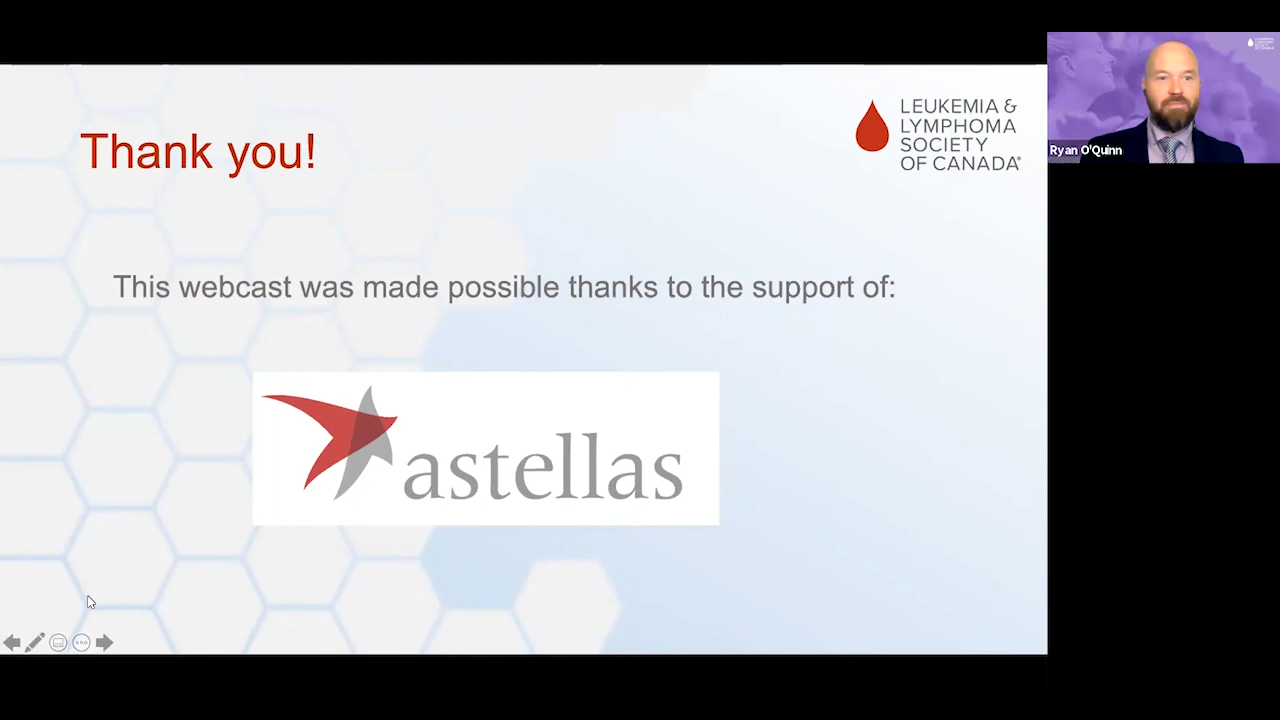 Thank you!
LEUKEMIA &
LYMPHOMA
SOCIETY
OF CANADA®
This webcast was made possible thanks to the support of:
astellas
Ryan O'Quinn